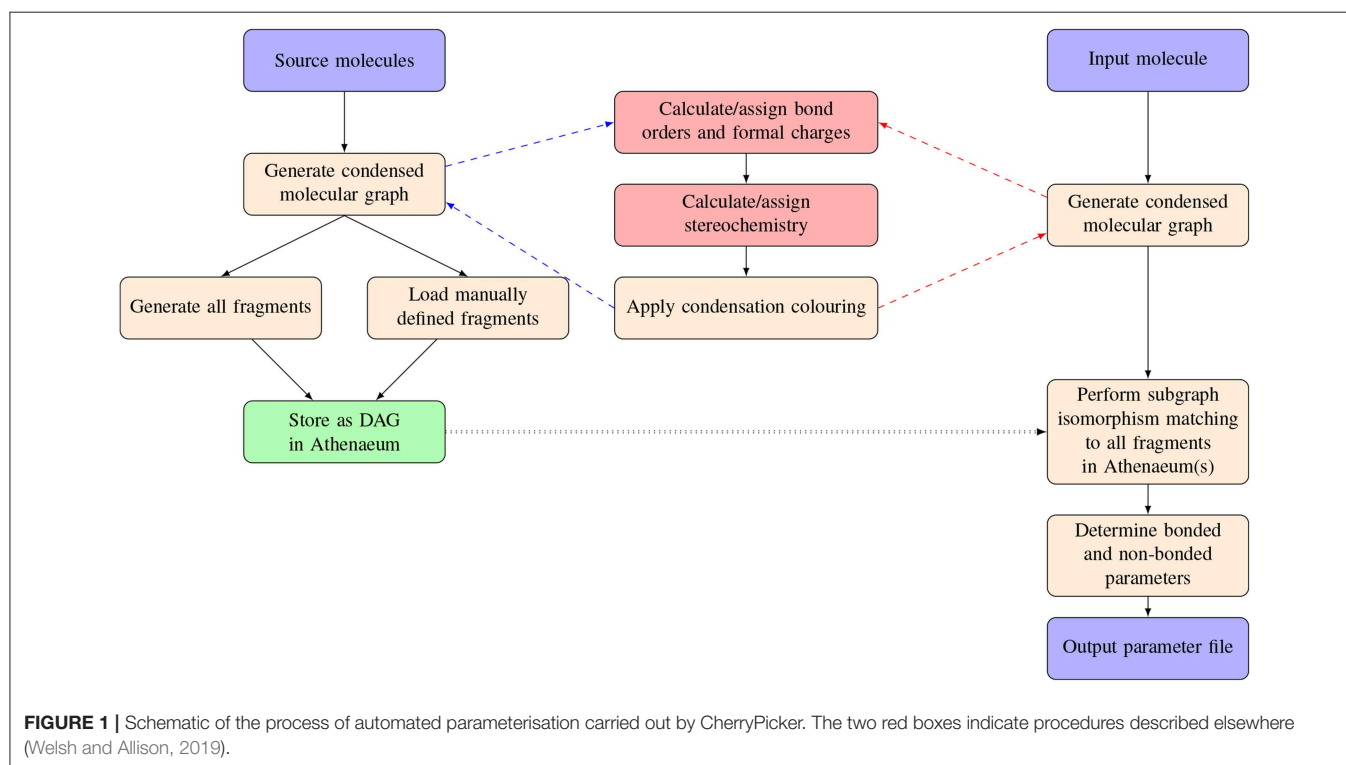 Source molecules
Input molecule
Calculate/assign bond
orders and formal charges
Generate condensed
molecular graph
Calculate/assign
stereochemistry
Generate condensed
molecular graph
Generate all fragments
Load manually
defined fragments
Apply condensation colouring
Store as DAG
in Athenaeum
Perform subgraph
isomorphism matching
to all fragments
in Athenaeum(s)
Determine bonded
and non-bonded
parameters
Output parameter file
FIGURE 1 | Schematic of the process of automated parameterisation carried out by CherryPicker. The two red boxes indicate procedures described elsewhere
(Welsh and Allison, 2019).